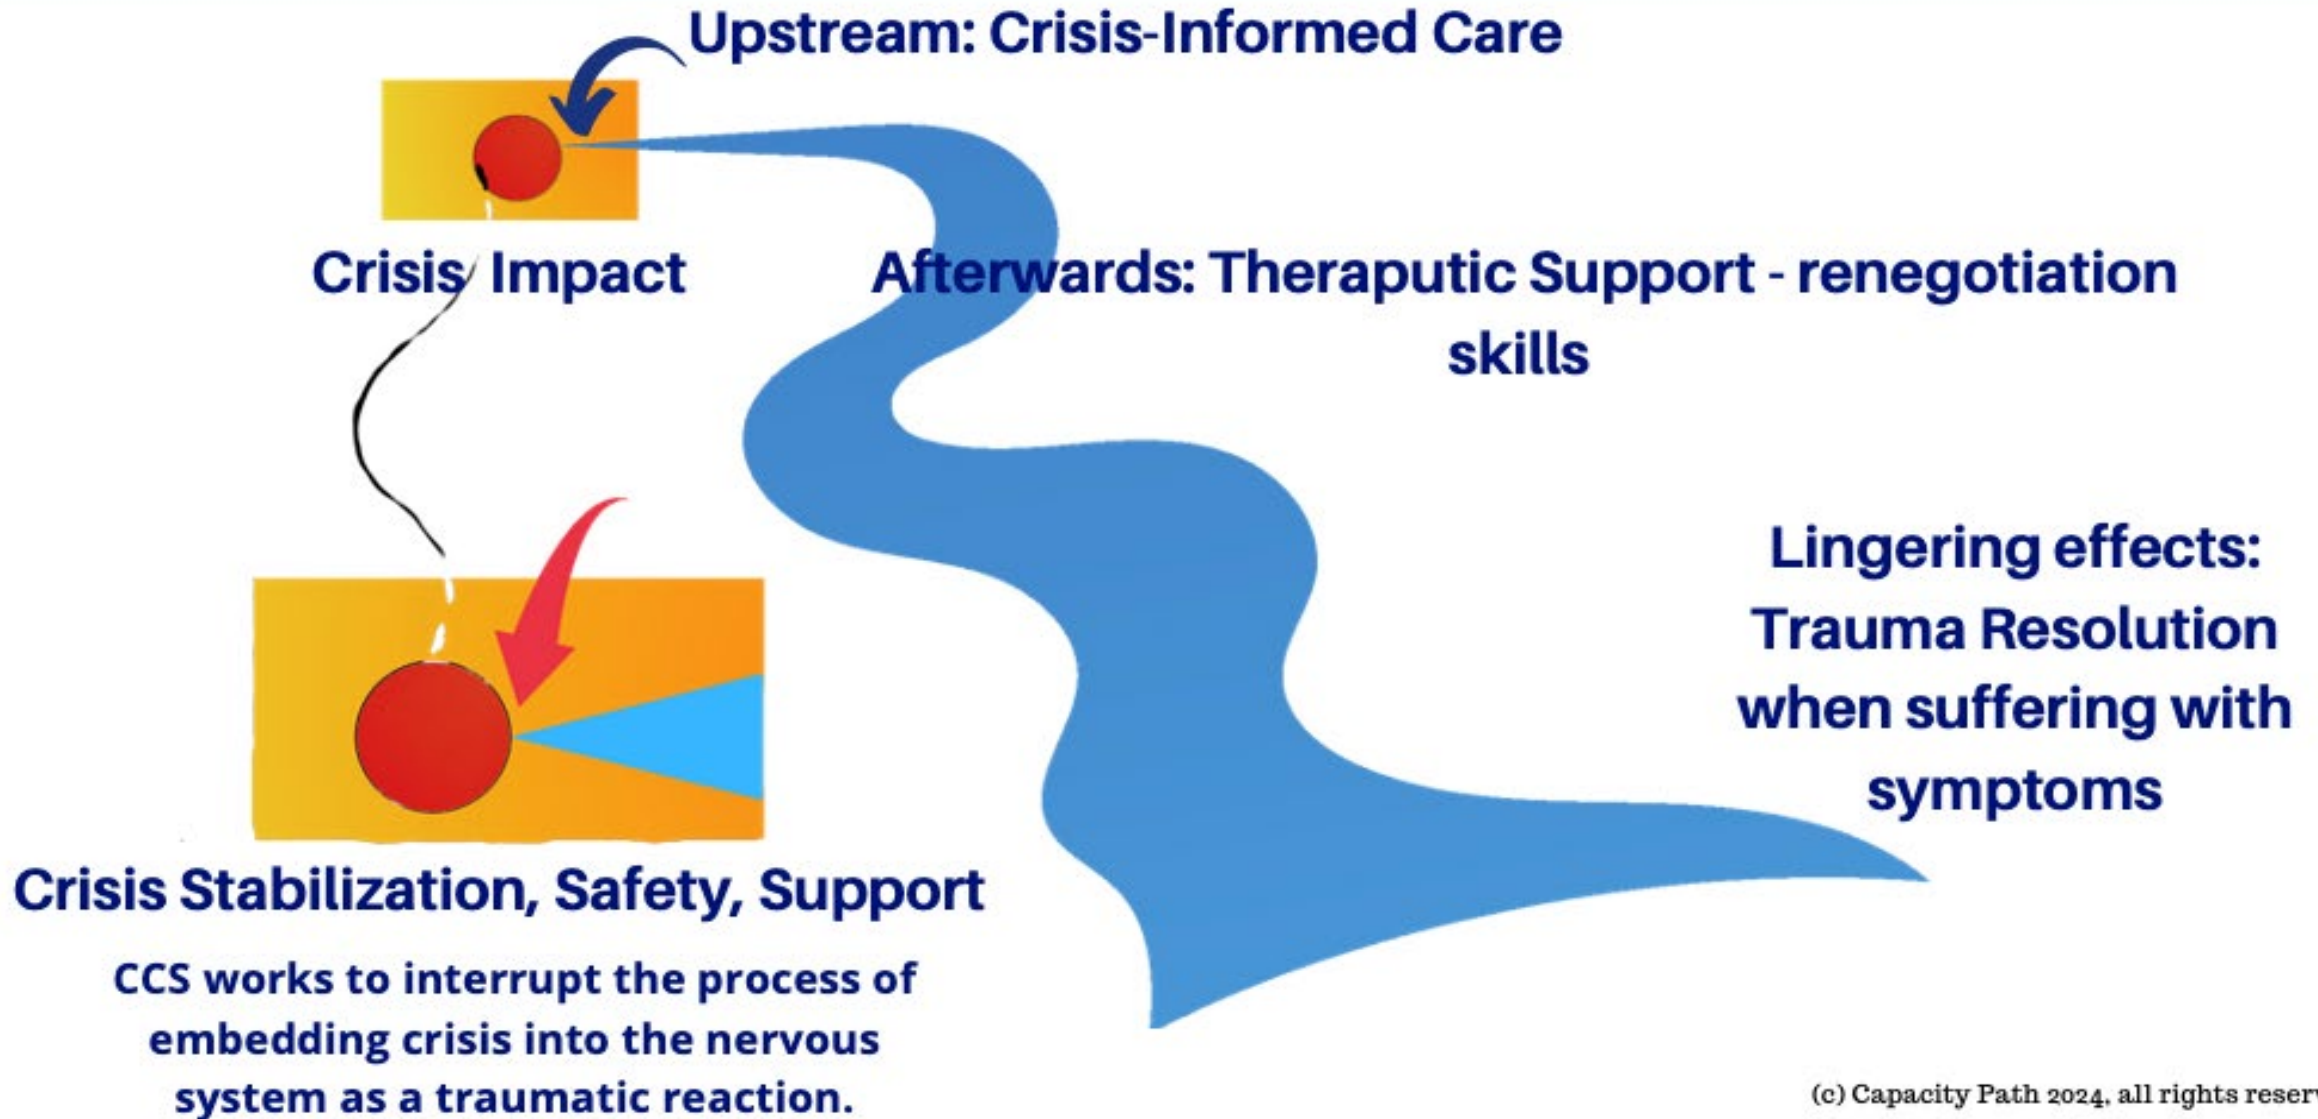 Upstream: Crisis-Informed Care
Crisis Impact
Afterwards: Theraputic Support - renegotiation
skills
Lingering effects:
Trauma Resolution
when suffering with
symptoms
Crisis Stabilization, Safety, Support
CCS works to interrupt the process of
embedding crisis into the nervous
system as a traumatic reaction.
(c) Capacity Path 2024, all rights reser